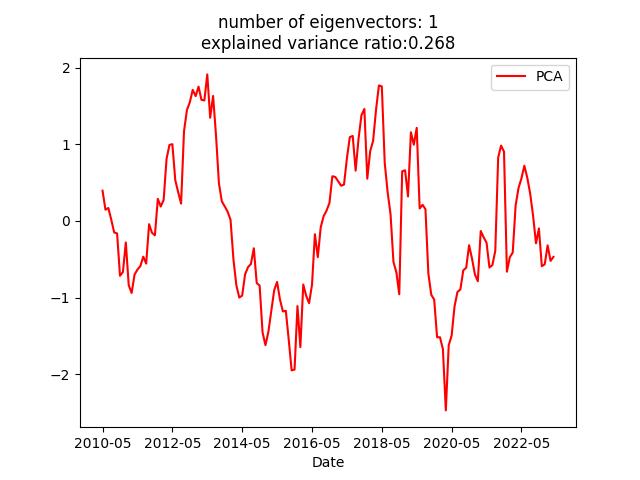 number of eigenvectors: 1
explained variance ratio:0.268
PCA
2
1
0
−1
−2
2010-05 2012-05 2014-05 2016-05 2018-05 2020-05 2022-05
Date